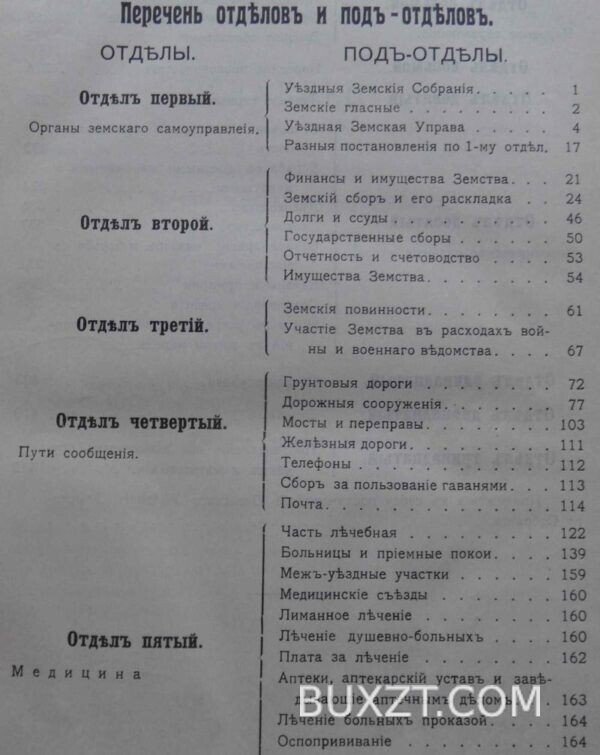 Перечень отдѣловъ и подъ-отдѣловъ.
ОТДѢЛЫ.
ПОДЪ-ОТДѢЛЫ.
Отдѣлъ первый.
Органы земскаго самоуправлеія.
Уѣздныя Земскія Собранія . . . . . 1
Земскіе гласные . . . . . . . . 2
Уѣздная Земская Управа . . . . . 4
Разныя постановленія по 1-му отдѣл. 17
Отдѣлъ второй.
Финансы и имущества Земства. . . . 21
Земскій сборъ и его раскладка . . . 24
Долги и ссуды . . . . . . . . 46
Государственные сборы . . . . . . 50
Отчетность и счетоводство . . . . 53
Имущества Земства. . . . . . . 54
Отдѣлъ третій.
Земскія повинности . . . . . . . 61
Участіе Земства въ расходахъ вой-
ны и военнаго вѣдомства. . . . . 67
Отдѣлъ четвертый.
Пути сообщенія.
Грунтовыя дороги . . . . . . . 72
Дорожныя сооруженія. . . . . . . 77
Мосты и переправы . . . . . . . 103
Желѣзныя дороги. . . . . . . . 111
Телефоны . . . . . . . . . . 112
Сборъ за пользованіе гаванями. . . . 113
Почта. . . . . . . . . . . . 114
Отдѣлъ пятый.
Медицина
Часть лѣчебная . . . . . . . . 122
Больницы и пріемные покои. . . . . 139
Межъ-уѣздные участки . . . . . . 159
Медицинскіе съѣзды . . . . . . . 160
Лиманное лѣченіе . . . . . . . 160
Лѣченіе душевно-больныхъ . . . . . 160
Плата за лѣченіе . . . . . . . 162
Аптеки, аптекарскій уставъ и завѣ-
дывающіе аптечнымъ дѣломъ. . . . 163
Лѣченіе больныхъ проказой. . . . . 164
Оспопрививаніе . . . . . . . . 164
BUXZT.COM